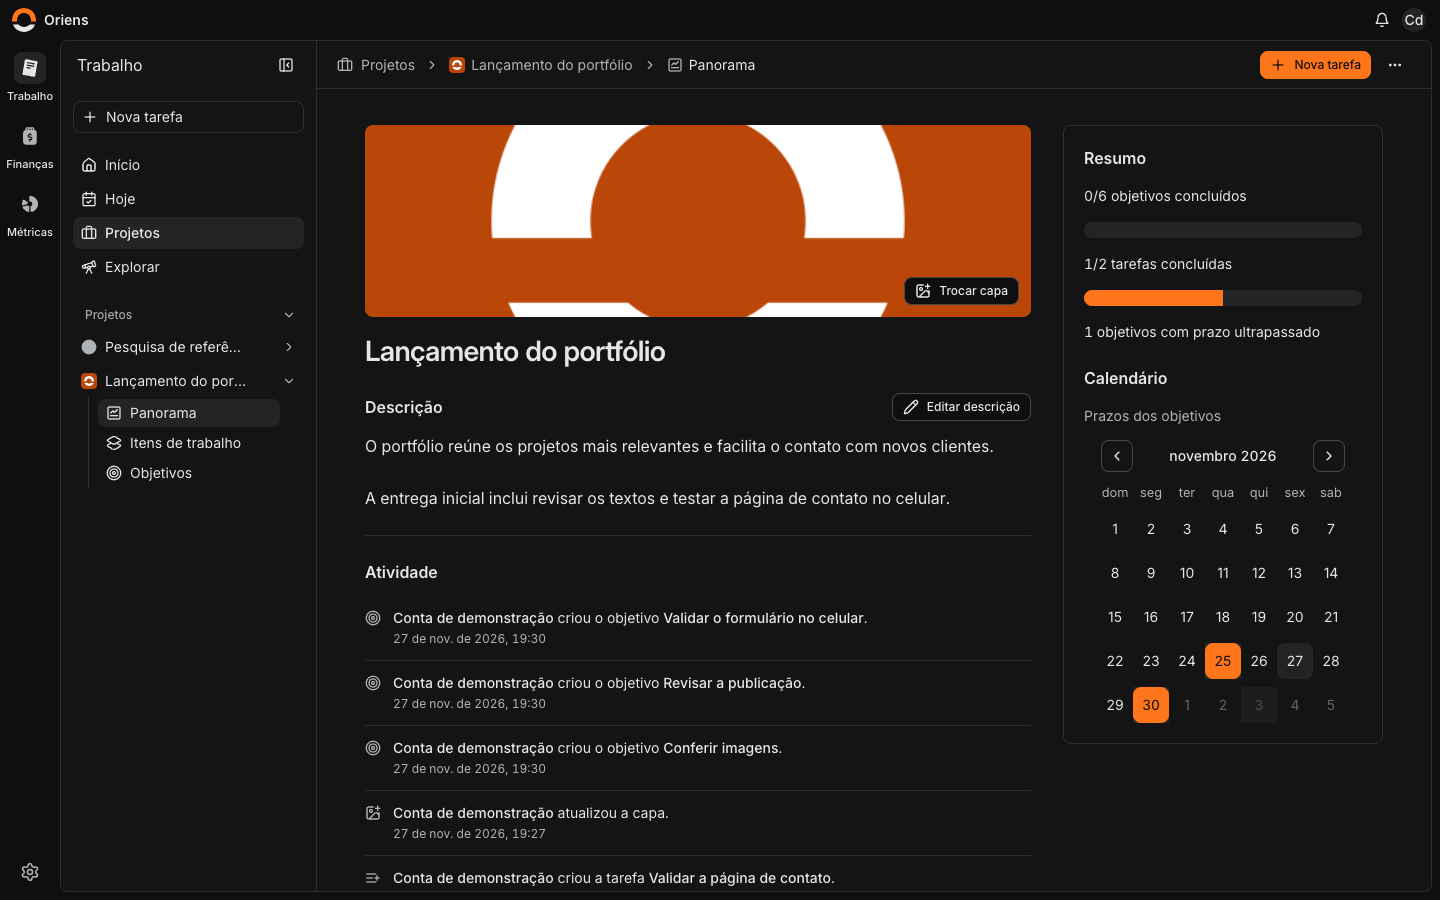 Oriens
Cd
Trabalho
Finanças
Métricas
Trabalho
Nova tarefa
Início
Hoje
Projetos
Explorar
Projetos
Pesquisa de referê...
Lançamento do por...
Panorama
Itens de trabalho
Objetivos
Projetos
Lançamento do portfólio
Panorama
Nova tarefa
Trocar capa
Lançamento do portfólio
Descrição
Editar descrição
O portfólio reúne os projetos mais relevantes e facilita o contato com novos clientes.
A entrega inicial inclui revisar os textos e testar a página de contato no celular.
Atividade
Conta de demonstração criou o objetivo Validar o formulário no celular.
27 de nov. de 2026, 19:30
Conta de demonstração criou o objetivo Revisar a publicação.
27 de nov. de 2026, 19:30
Conta de demonstração criou o objetivo Conferir imagens.
27 de nov. de 2026, 19:30
Conta de demonstração atualizou a capa.
27 de nov. de 2026, 19:27
Conta de demonstração criou a tarefa Validar a página de contato.
Resumo
0/6 objetivos concluídos
1/2 tarefas concluídas
1 objetivos com prazo ultrapassado
Calendário
Prazos dos objetivos
novembro 2026
dom seg ter qua qui sex sab
1 2 3 4 5 6 7
8 9 10 11 12 13 14
15 16 17 18 19 20 21
22 23 24 25 26 27 28
29 30 1 2 3 4 5